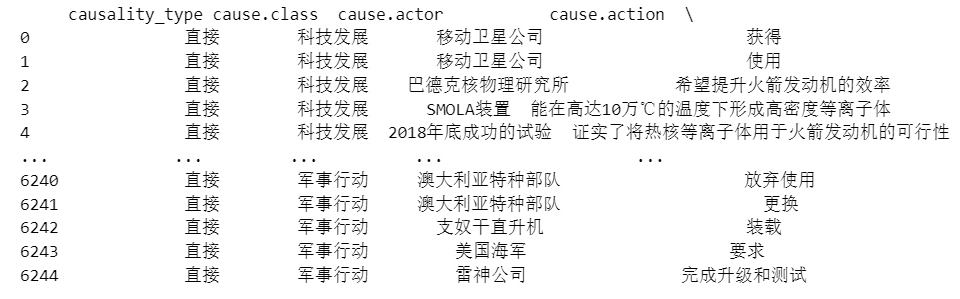 causality_type cause.class cause.actor cause.action \
0 直接 科技发展 移动卫星公司 获得
1 直接 科技发展 移动卫星公司 使用
2 直接 科技发展 巴德克核物理研究所 希望提升火箭发动机的效率
3 直接 科技发展 SMOLA装置 能在高达10万℃的温度下形成高密度等离子体
4 直接 科技发展 2018年底成功的试验 证实了将热核等离子体用于火箭发动机的可行性
... ... ... ... ...
6240 直接 军事行动 澳大利亚特种部队 放弃使用
6241 直接 军事行动 澳大利亚特种部队 更换
6242 直接 军事行动 支奴干直升机 装载
6243 直接 军事行动 美国海军 要求
6244 直接 军事行动 雷神公司 完成升级和测试